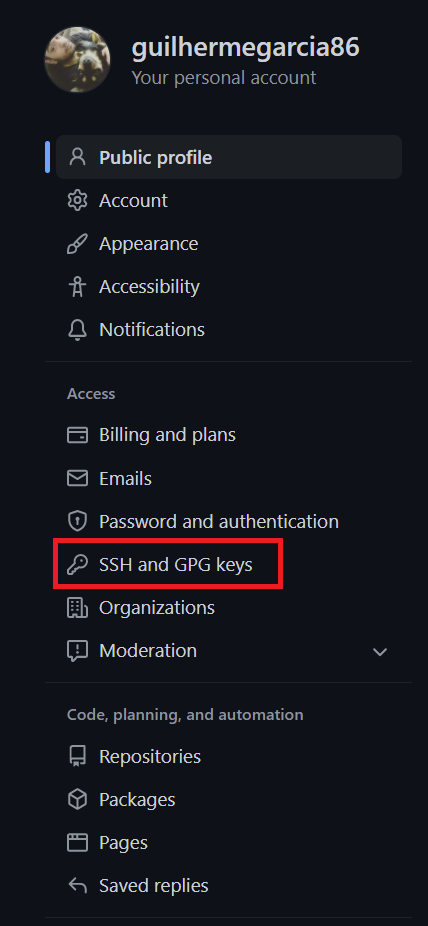 guilhermegarcia86
Your personal account
Public profile
Account
Appearance
Accessibility
Notifications
Access
Billing and plans
Emails
Password and authentication
SSH and GPG keys
Organizations
Moderation
Code, planning, and automation
Repositories
Packages
Pages
Saved replies